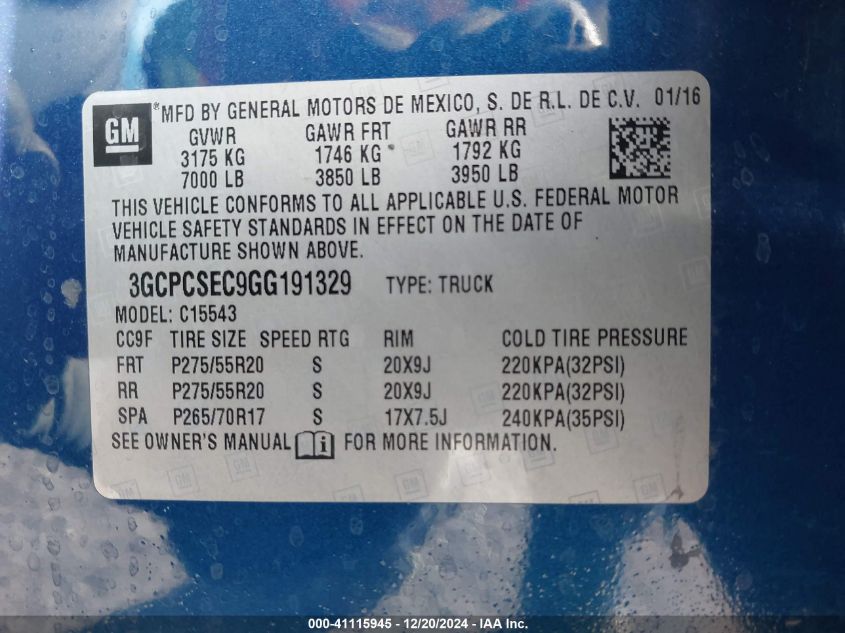 GM
*MFD BY GENERAL MOTORS DE MEXICO, S. DE R.L. DE C.V. 01/16
GVWR GAWR FRT GAWR RR
3175 KG 1746 KG 1792 KG
7000 LB 3850 LB 3950 LB
THIS VEHICLE CONFORMS TO ALL APPLICABLE U.S. FEDERAL MOTOR
VEHICLE SAFETY STANDARDS IN EFFECT ON THE DATE OF
MANUFACTURE SHOWN ABOVE.
3GCPCSEC9GG191329 TYPE: TRUCK
MODEL: C15543
CC9F TIRE SIZE SPEED RTG RIM COLD TIRE PRESSURE
FRT P275/55R20 S 20X9J 220KPA(32PSI)
RR P275/55R20 S 20X9J 220KPA(32PSI)
SPA P265/70R17 S 17X7.5J 240KPA(35PSI)
SEE OWNER'S MANUAL i FOR MORE INFORMATION.
000-41115945 - 12/20/2024 - IAA Inc.